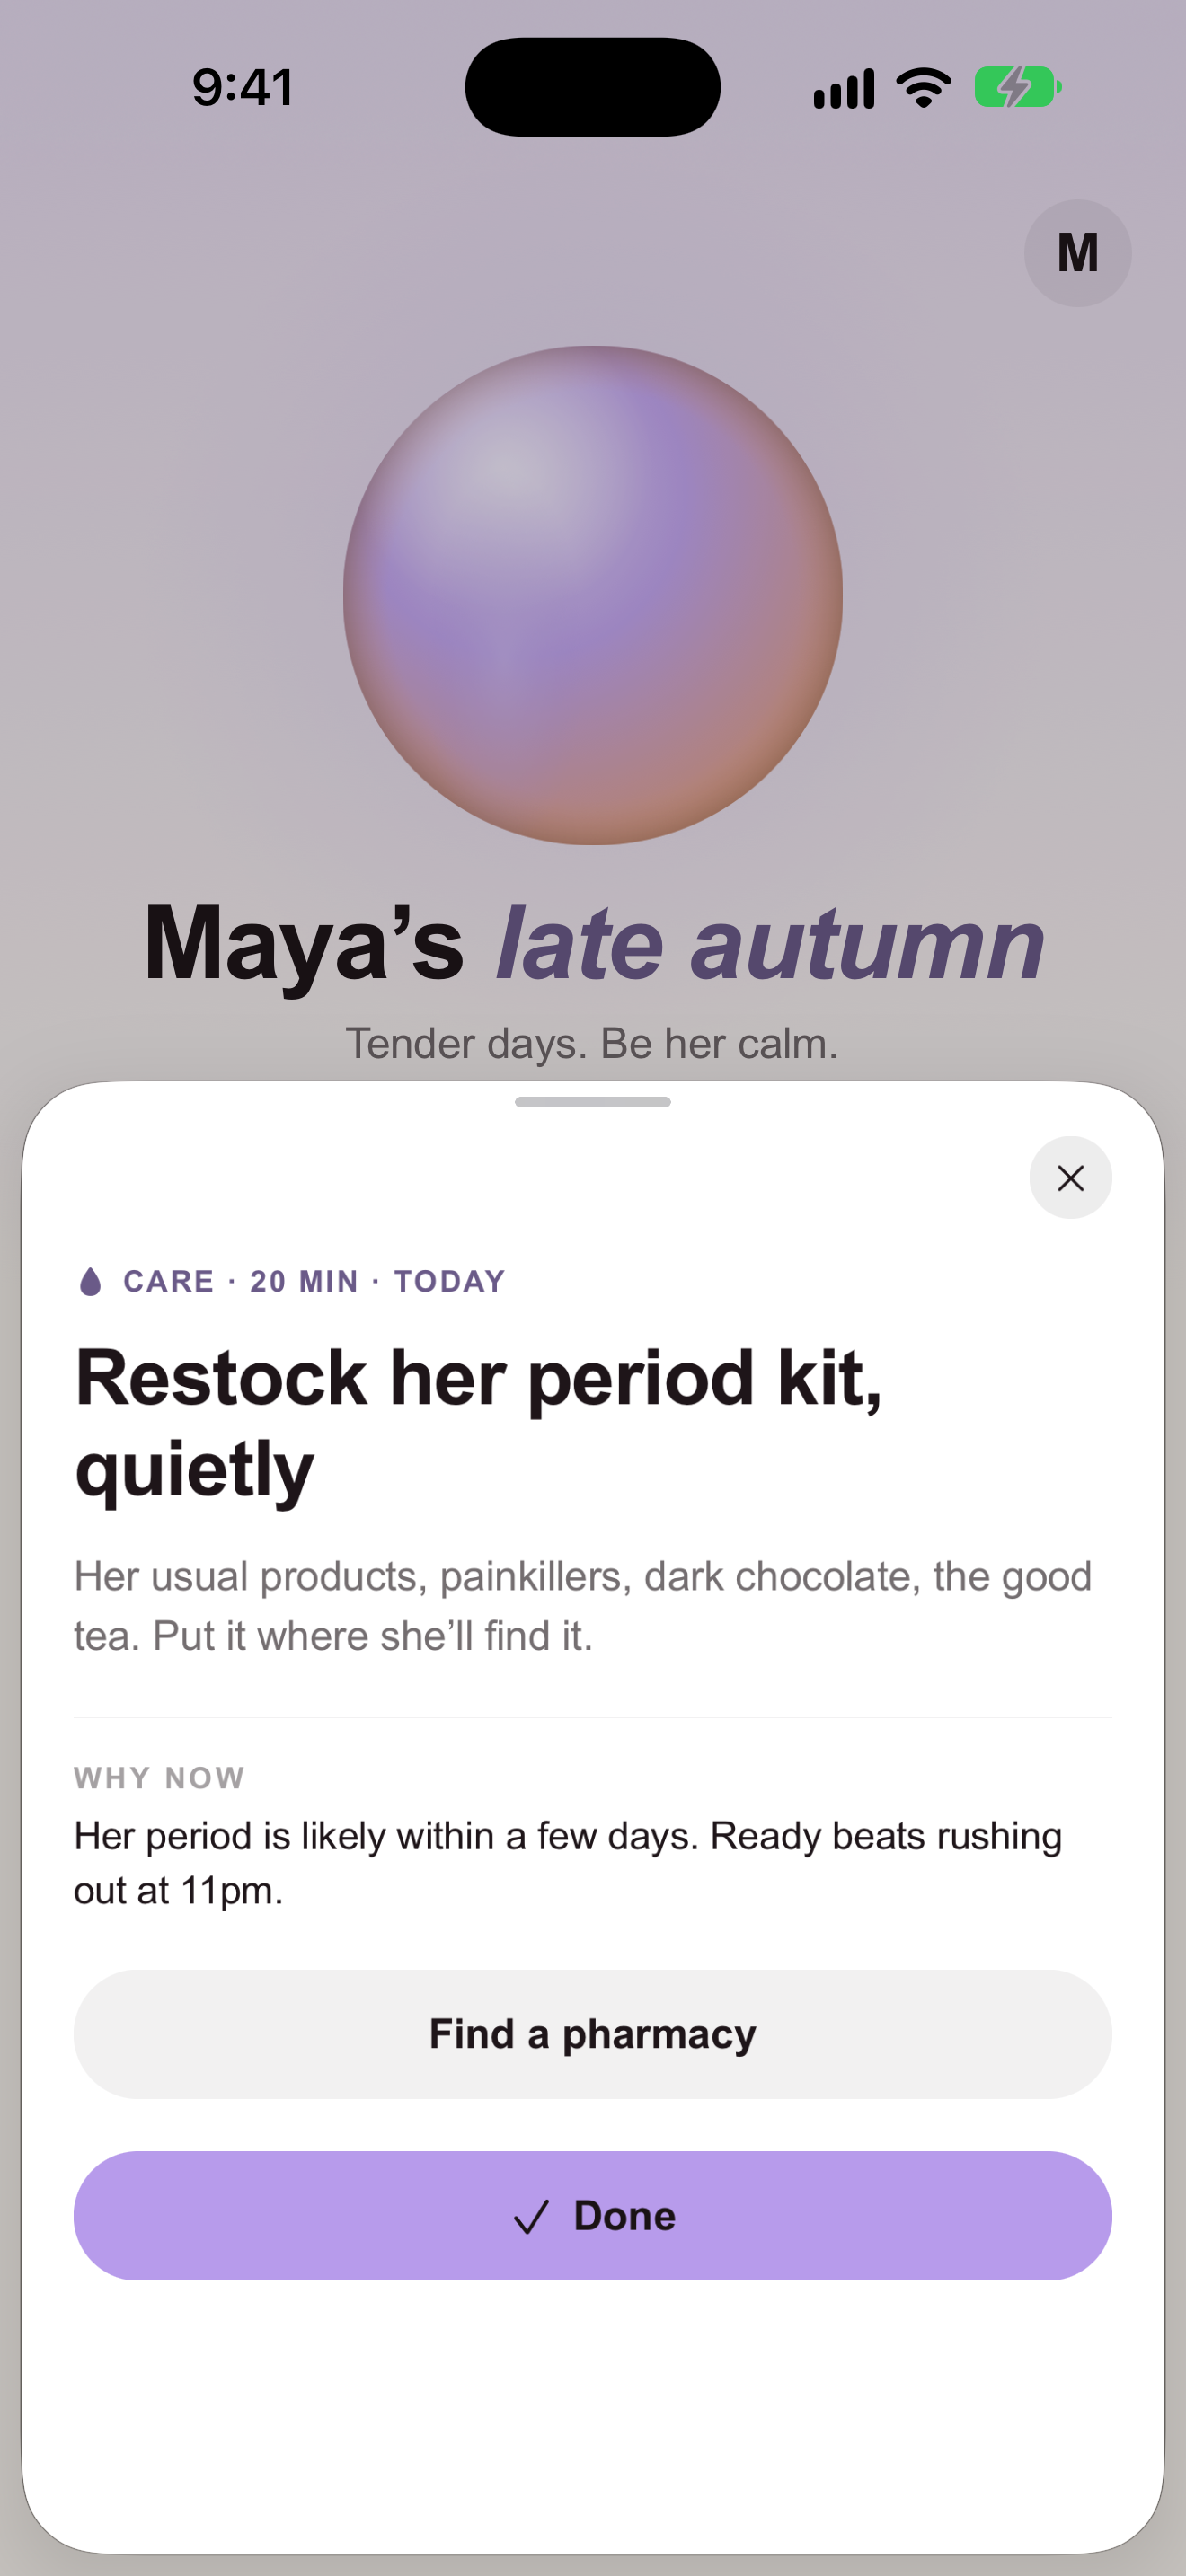 9:41
M
Maya’s late autumn
Tender days. Be her calm.
CARE · 20 MIN · TODAY
Restock her period kit,
quietly
Her usual products, painkillers, dark chocolate, the good
tea. Put it where she’ll find it.
WHY NOW
Her period is likely within a few days. Ready beats rushing
out at 11pm.
Find a pharmacy
Done